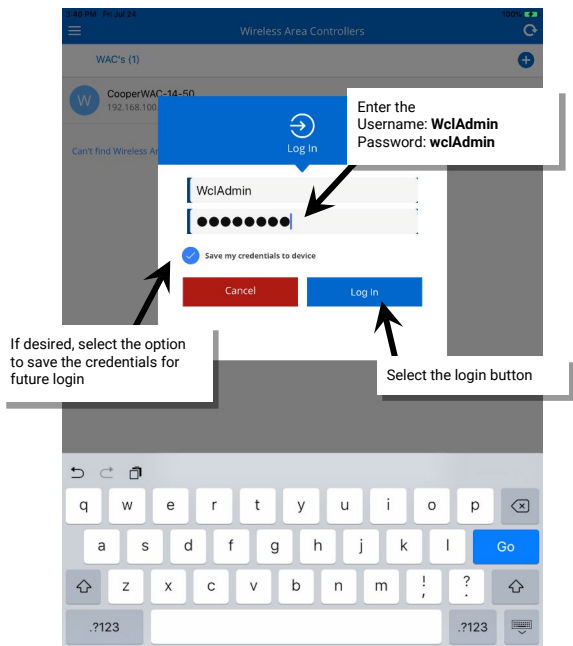 3:40 PM Fri Jul 24
100%
Wireless Area Controllers
WAC's (1)
W
CooperWAC-14-50
192.168.100.
Can't find Wireless Ar
Log In
Enter the
Username: WclAdmin
Password: wclAdmin
WclAdmin
Save my credentials to device
Cancel
Log In
If desired, select the option
to save the credentials for
future login
Select the login button
q w e r t y u i o p
a s d f g h j k l Go
z x c v b n m ! , ? .
.?123 .?123